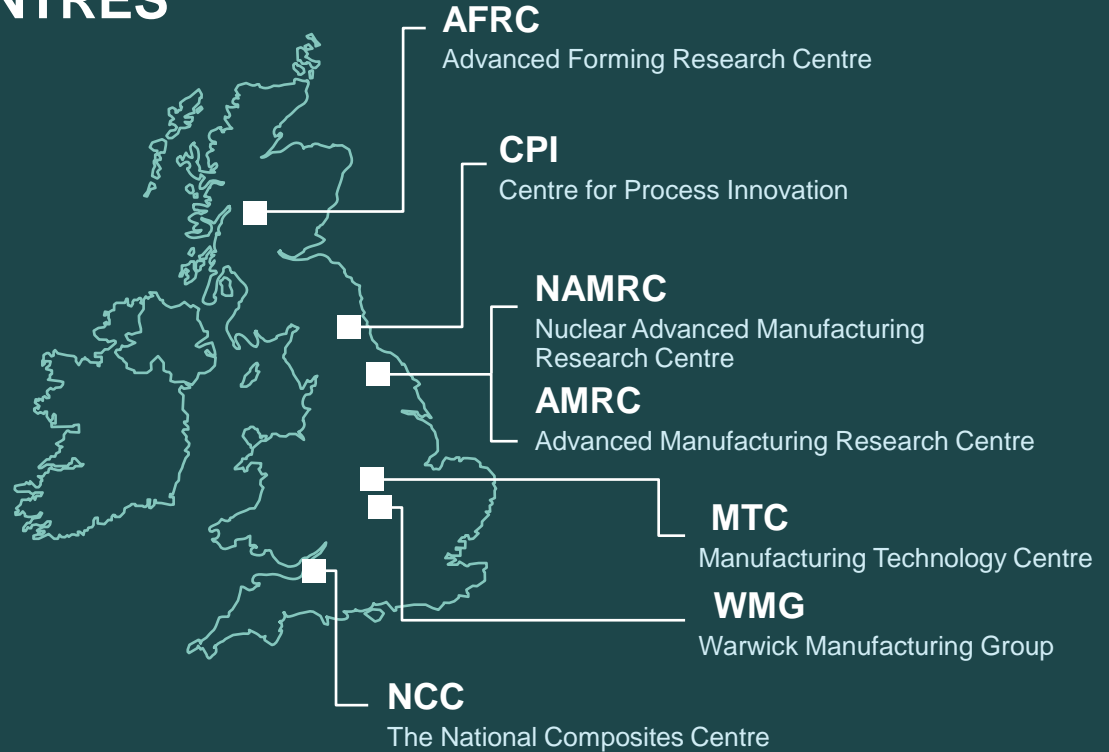 NTRES
AFRC
Advanced Forming Research Centre
CPI
Centre for Process Innovation
NAMRC
Nuclear Advanced Manufacturing
Research Centre
AMRC
Advanced Manufacturing Research Centre
MTC
Manufacturing Technology Centre
WMG
Warwick Manufacturing Group
NCC
The National Composites Centre